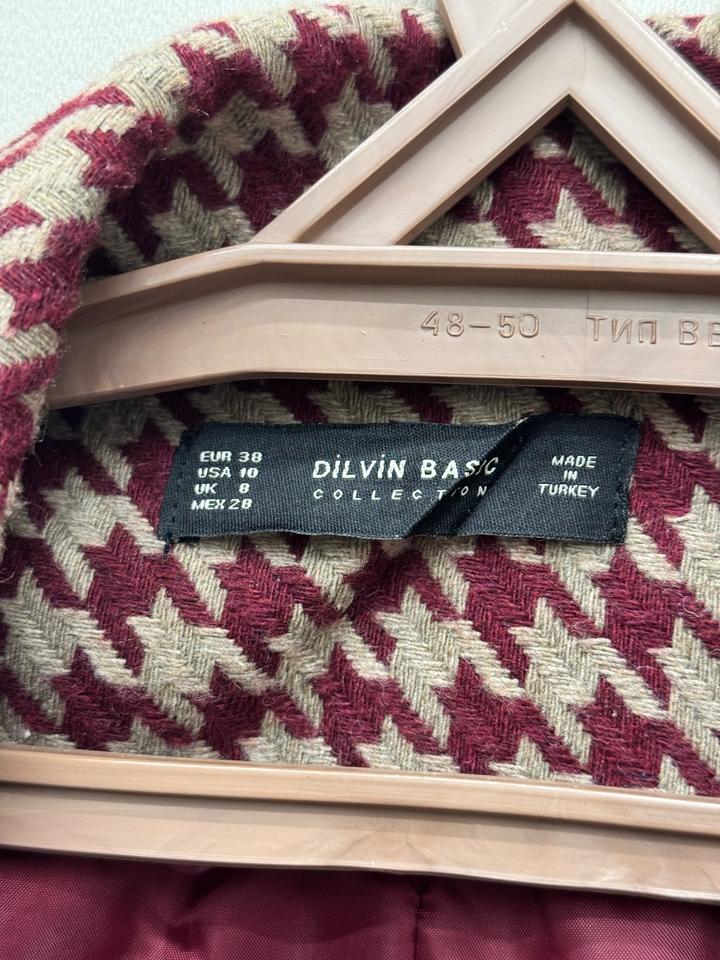 48-50 ТИП ВЕ
EUR 38
USA 10
UK 8
MEX 28
DİLVİN BASIC
COLLECTION
MADE
IN
TURKEY